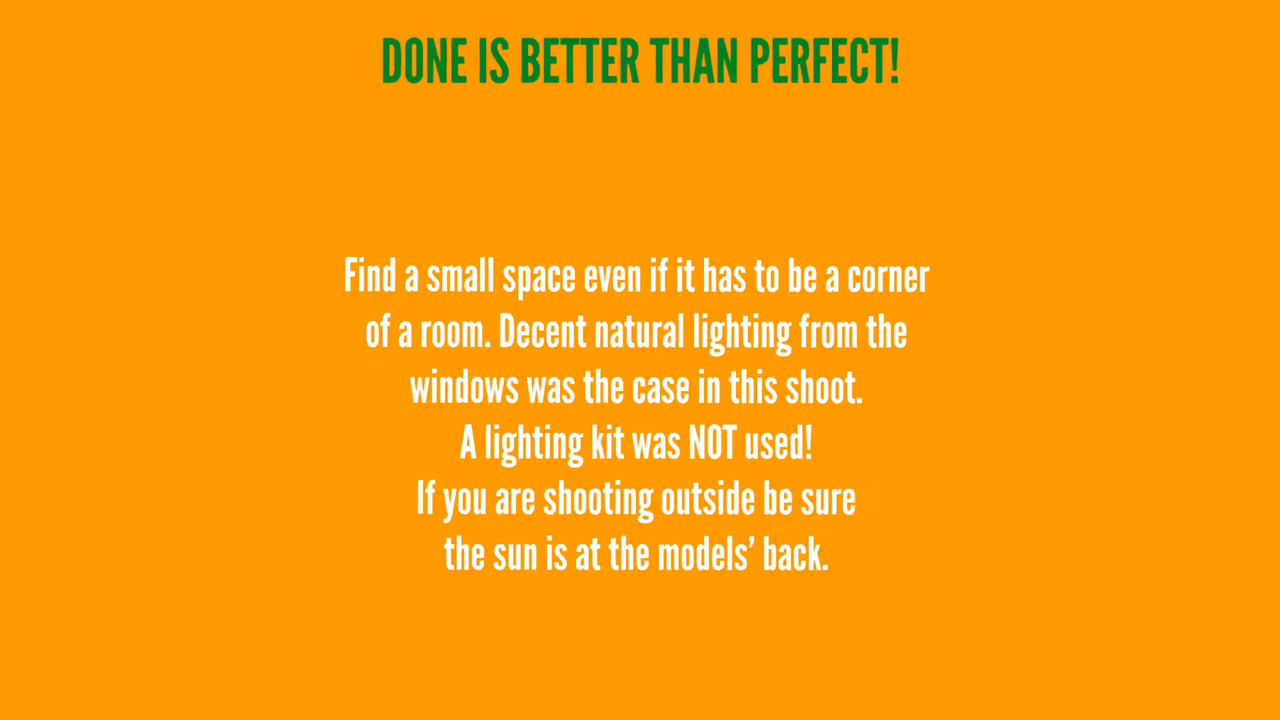 DONE IS BETTER THAN PERFECT!
Find a small space even if it has to be a corner
of a room. Decent natural lighting from the
windows was the case in this shoot.
A lighting kit was NOT used!
If you are shooting outside be sure
the sun is at the models’ back.